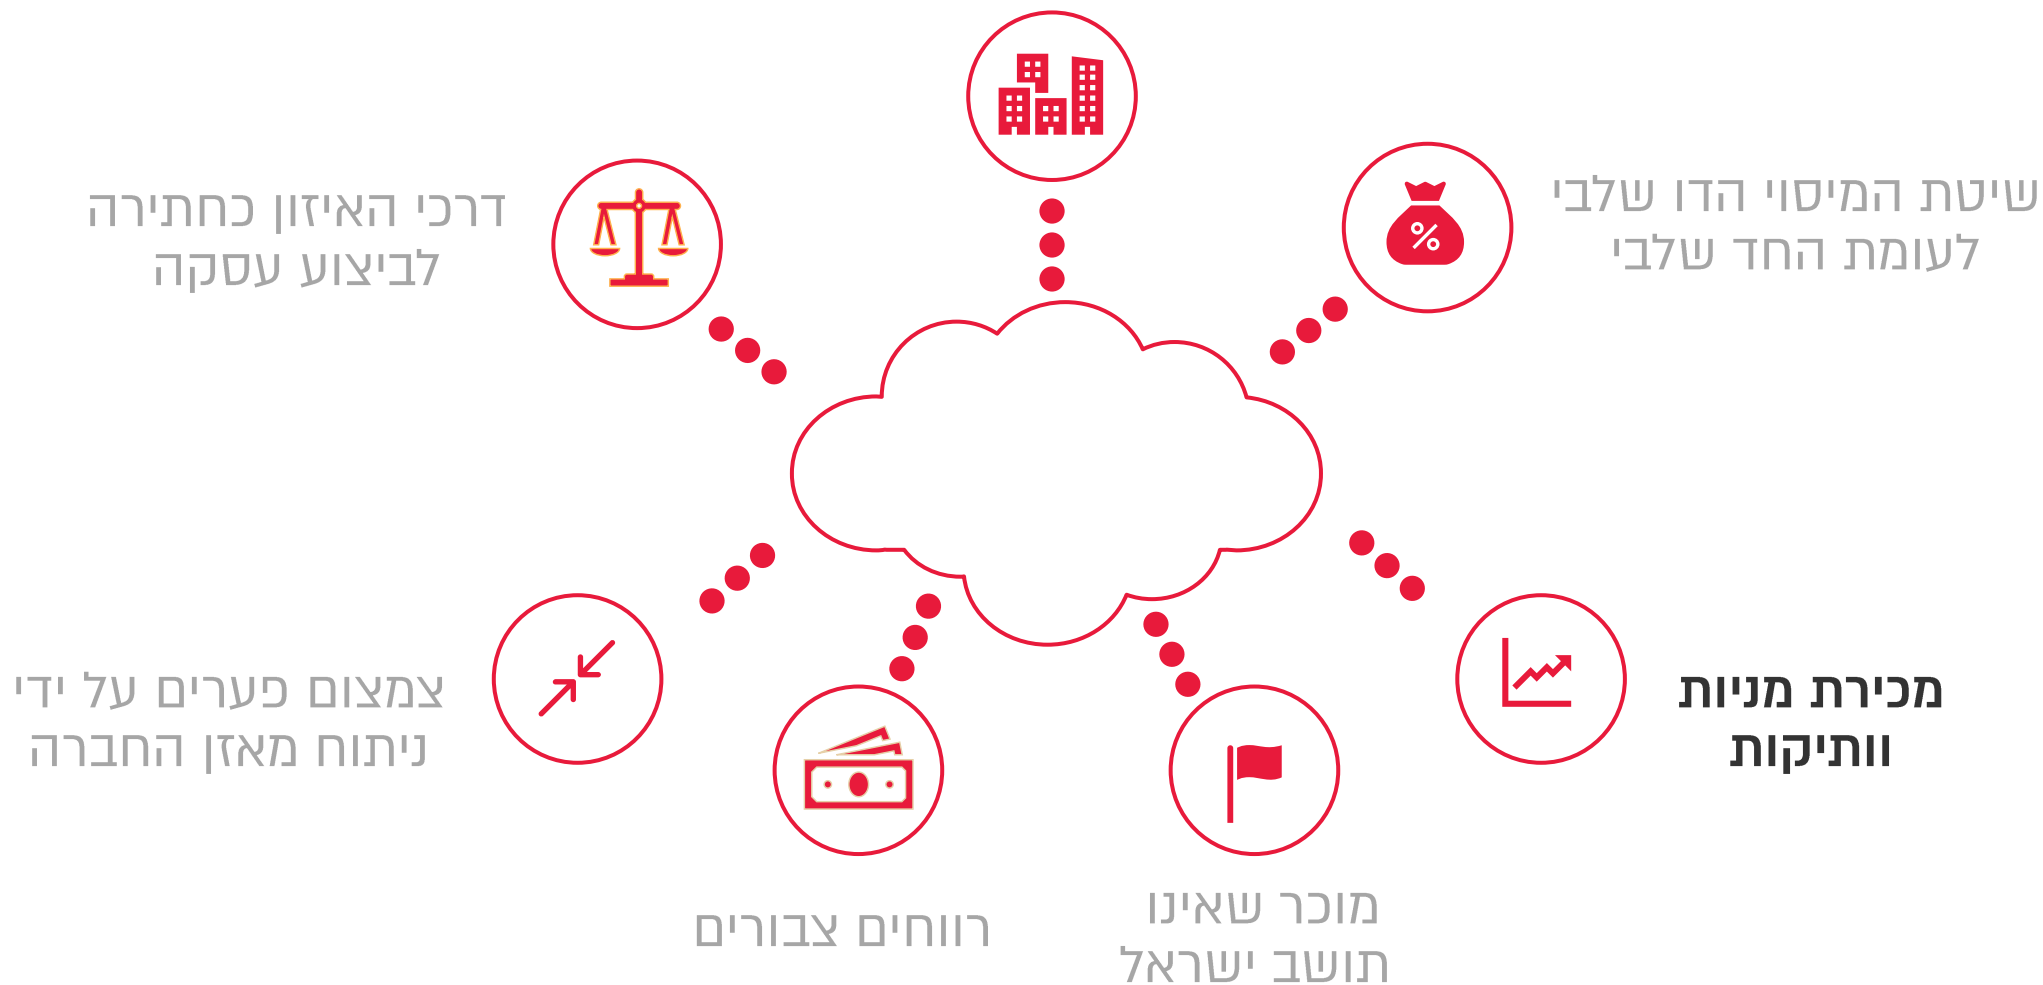 שיטת המיסוי הדו שלבי
לעומת החד שלבי
%
דרכי האיזון כחתירה
לביצוע עסקה
מכירת מניות
וותיקות
צמצום פערים על ידי
ניתוח מאזן החברה
מוכר שאינו
תושב ישראל
רווחים צבורים